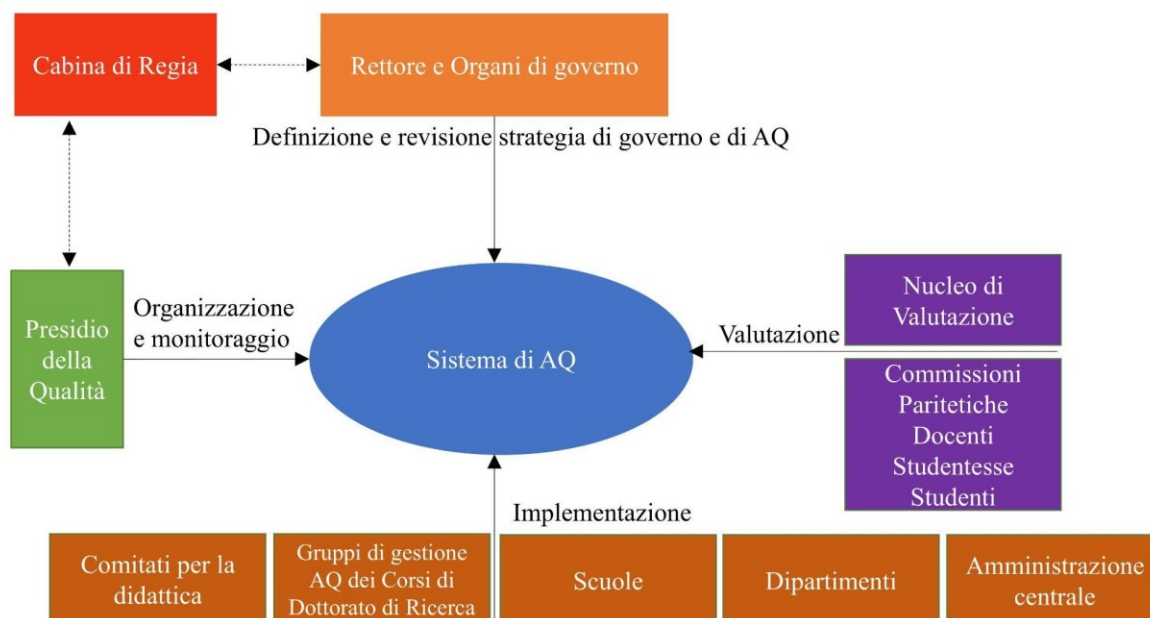 Cabina di Regia
Rettore e Organi di governo
Definizione e revisione strategia di governo e di AQ
Presidio
della
Qualità
Organizzazione
e monitoraggio
Sistema di AQ
Valutazione
Nucleo di
Valutazione
Commissioni
Paritetiche
Docenti
Studentesse
Studenti
Implementazione
Comitati per la
didattica
Gruppi di gestione
AQ dei Corsi di
Dottorato di Ricerca
Scuole
Dipartimenti
Amministrazione
centrale